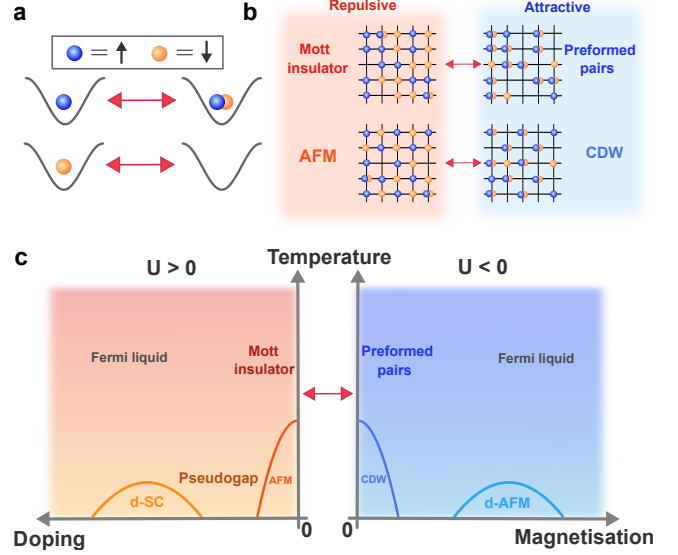 a
= ↑ = ↓
b
Repulsive
Attractive
Mott
insulator
Preformed
pairs
AFM
CDW
c
Temperature
U > 0
U < 0
Fermi liquid
Mott
insulator
Preformed
pairs
Fermi liquid
Pseudogap
AFM
CDW
d-SC
d-AFM
0
0
Doping
Magnetisation